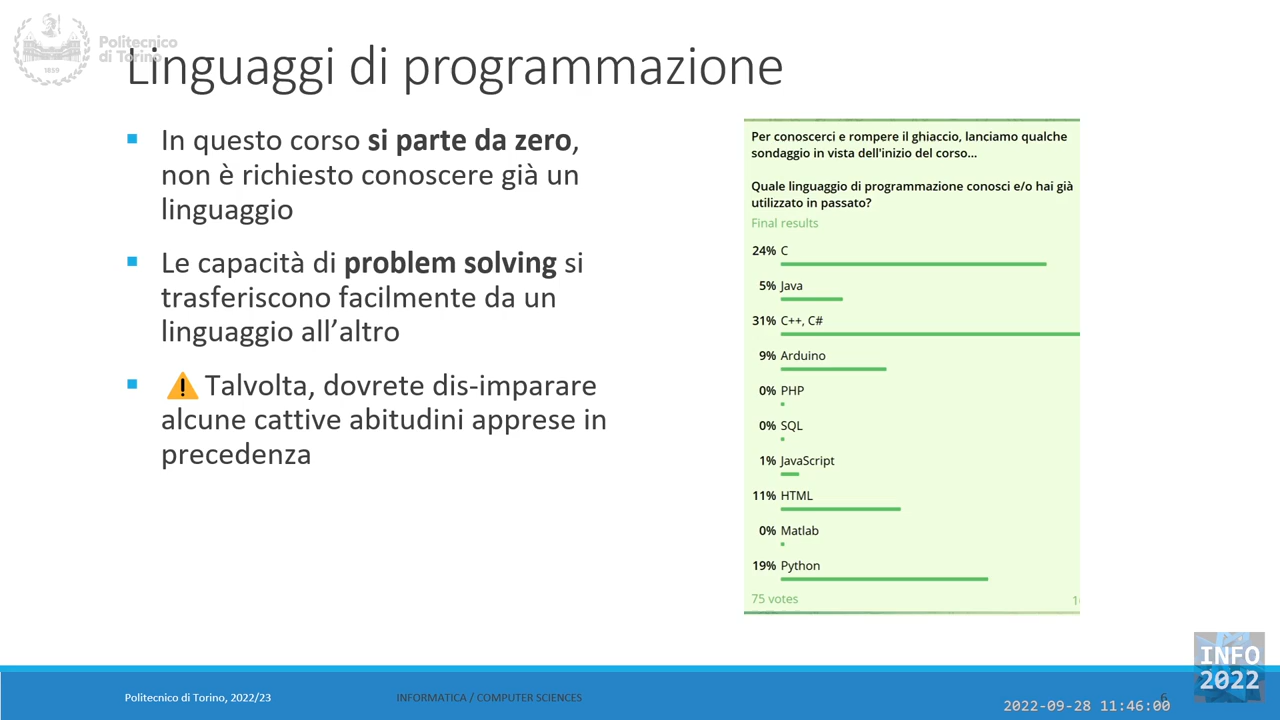 Politecnico
di Torino
1859
Linguaggi di programmazione
In questo corso si parte da zero,
non è richiesto conoscere già un
linguaggio
Le capacità di problem solving si
trasferiscono facilmente da un
linguaggio all’altro
⚠ Talvolta, dovrete dis-imparare
alcune cattive abitudini apprese in
precedenza
Per conoscerci e rompere il ghiaccio, lanciamo qualche
sondaggio in vista dell'inizio del corso...
Quale linguaggio di programmazione conosci e/o hai già
utilizzato in passato?
Final results
24% C
5% Java
31% C++, C#
9% Arduino
0% PHP
0% SQL
1% JavaScript
11% HTML
0% Matlab
19% Python
75 votes
Politecnico di Torino, 2022/23
INFORMATICA / COMPUTER SCIENCES
6
INFO
2022
2022-09-28 11:46:00